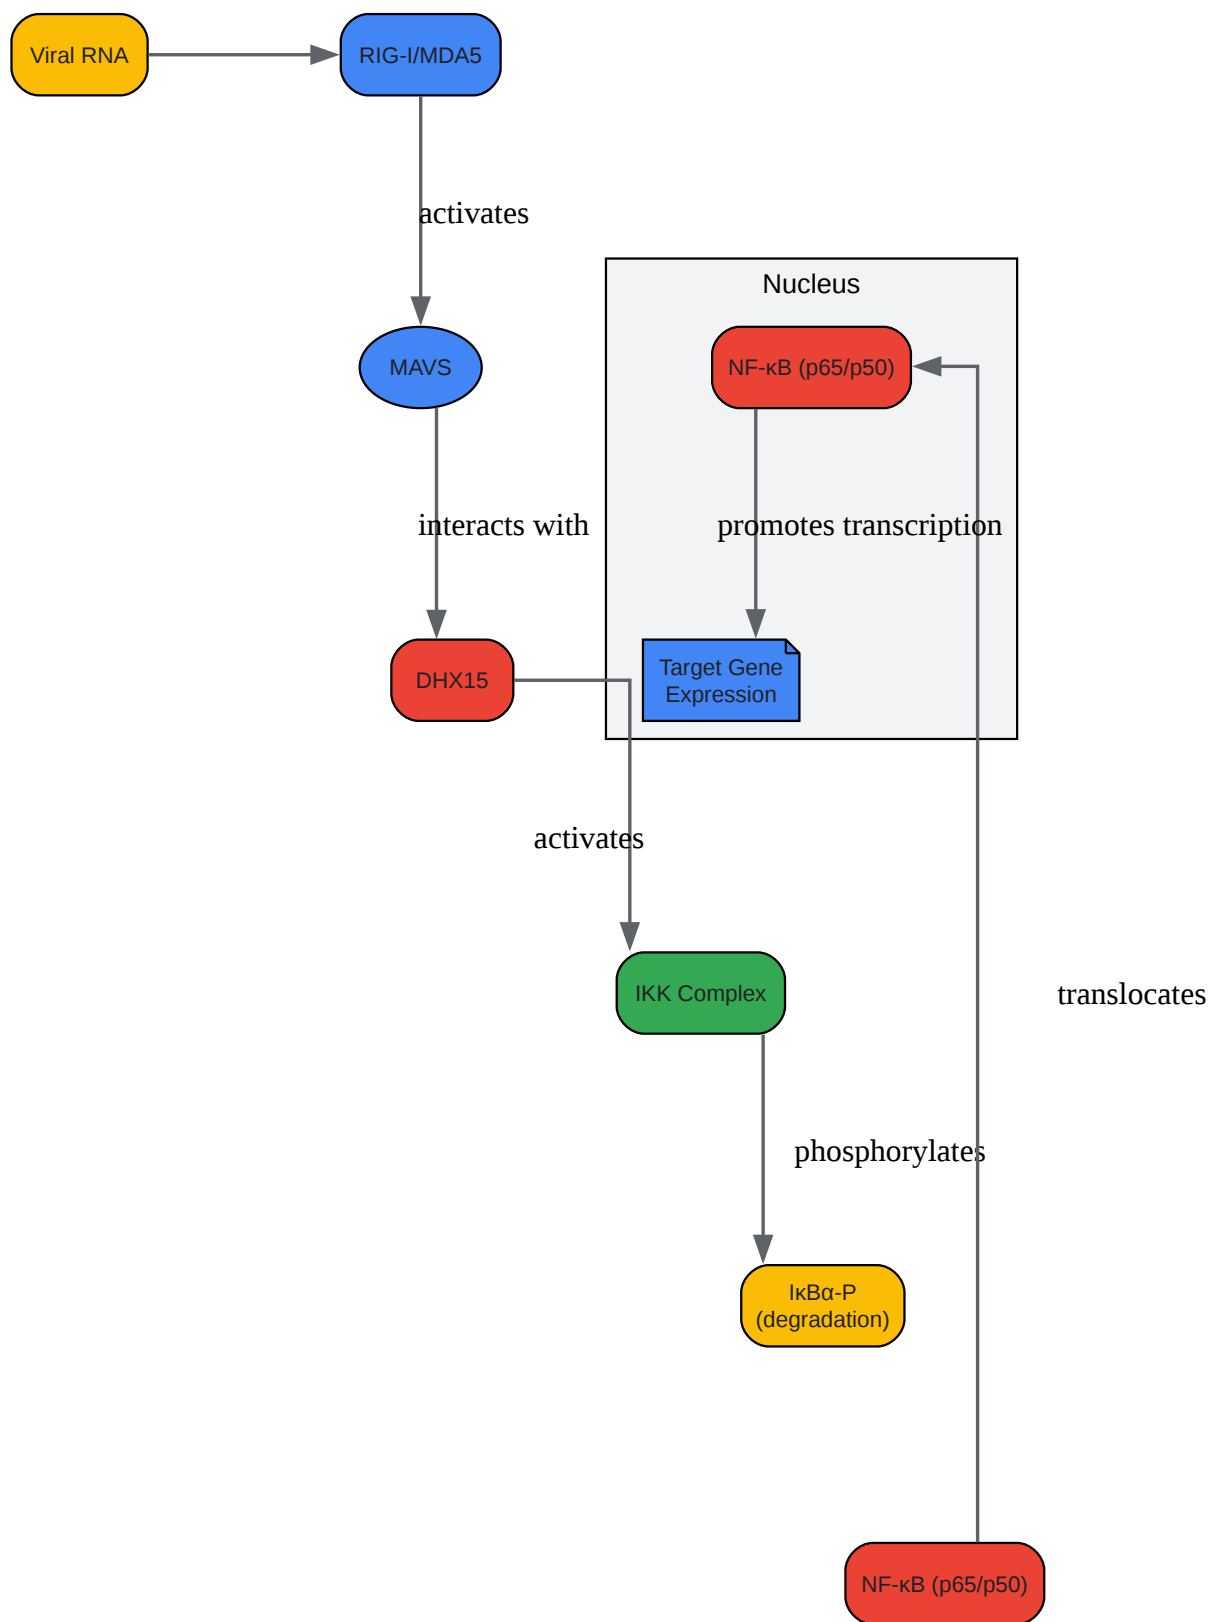 Viral RNA
RIG-I/MDA5
activates
Nucleus
MAVS
NF-κB (p65/p50)
interacts with
promotes transcription
DHX15
Target Gene
Expression
activates
IKK Complex
translocates
phosphorylates
IκBα-P
(degradation)
NF-κB (p65/p50)